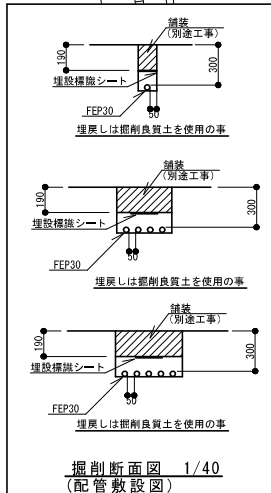 舗装
(別途工事)
190
300
埋設標識シート
FEP30
50
埋戻しは掘削良質土を使用の事
舗装
(別途工事)
190
300
埋設標識シート
50
FEP30
埋戻しは掘削良質土を使用の事
舗装
(別途工事)
190
300
埋設標識シート
50
FEP30
埋戻しは掘削良質土を使用の事
掘削断面図 1/40
(配管敷設図)